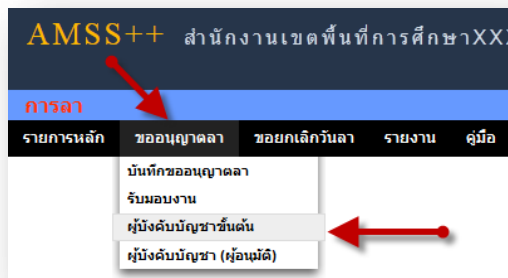 AMSS++ สำนักงานเขตพื้นที่การศึกษาXXX
การลา
รายการหลัก ขออนุญาตลา ขอยกเลิกวันลา รายงาน คู่มือ
บันทึกขออนุญาตลา
รับมอบงาน
ผู้บังคับบัญชาขั้นต้น
ผู้บังคับบัญชา (ผู้อนุมัติ)